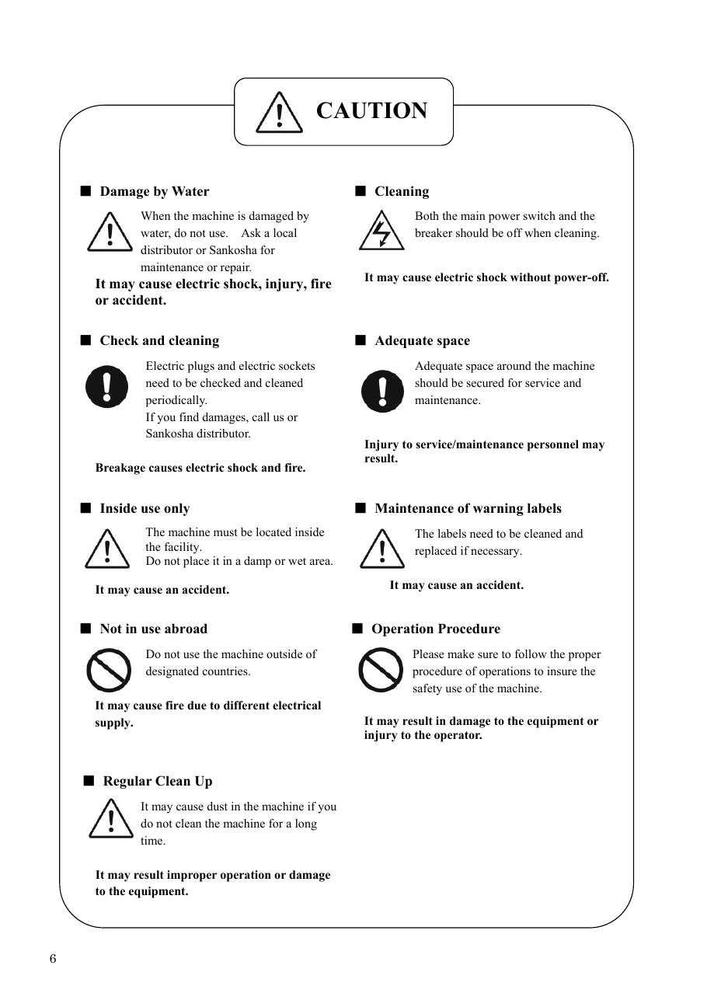 CAUTION
■ Damage by Water
When the machine is damaged by
water, do not use. Ask a local
distributor or Sankosha for
maintenance or repair.
It may cause electric shock, injury, fire
or accident.
■ Cleaning
Both the main power switch and the
breaker should be off when cleaning.
It may cause electric shock without power-off.
■ Check and cleaning
Electric plugs and electric sockets
need to be checked and cleaned
periodically.
If you find damages, call us or
Sankosha distributor.
Breakage causes electric shock and fire.
■ Adequate space
Adequate space around the machine
should be secured for service and
maintenance.
Injury to service/maintenance personnel may
result.
■ Inside use only
The machine must be located inside
the facility.
Do not place it in a damp or wet area.
It may cause an accident.
■ Maintenance of warning labels
The labels need to be cleaned and
replaced if necessary.
It may cause an accident.
■ Not in use abroad
Do not use the machine outside of
designated countries.
It may cause fire due to different electrical
supply.
■ Operation Procedure
Please make sure to follow the proper
procedure of operations to insure the
safety use of the machine.
It may result in damage to the equipment or
injury to the operator.
■ Regular Clean Up
It may cause dust in the machine if you
do not clean the machine for a long
time.
It may result improper operation or damage
to the equipment.
6